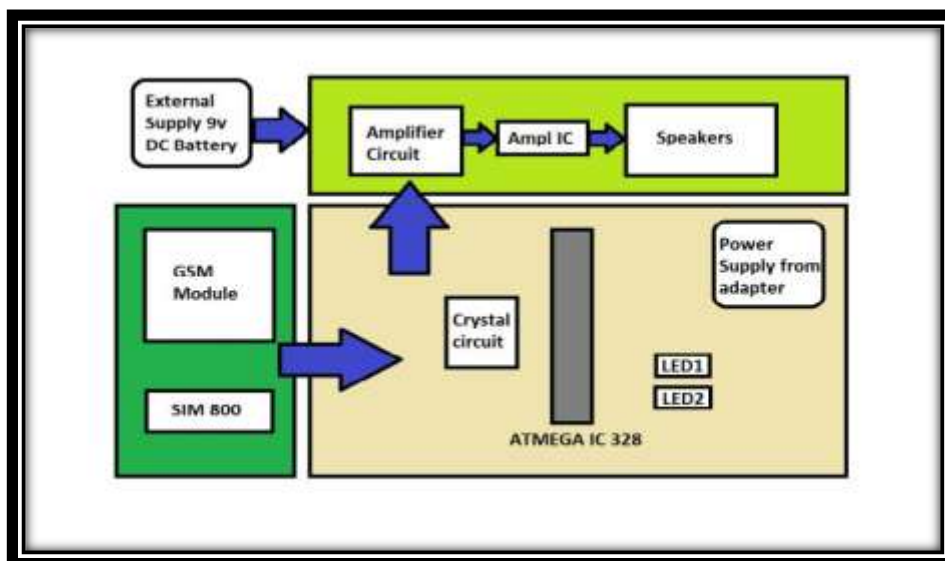 External
Supply 9v
DC Battery
Amplifier
Circuit
Ampl IC
Speakers
GSM
Module
SIM 800
Crystal
circuit
ATMEGA IC 328
Power
Supply from
adapter
LED1
LED2